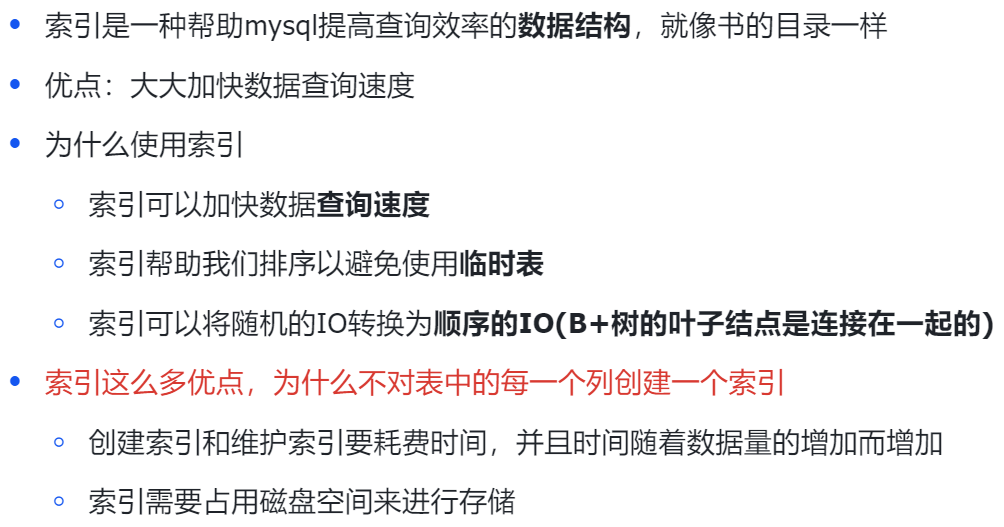 索引是一种帮助mysql提高查询效率的数据结构，就像书的目录一样
优点：大大加快数据查询速度
为什么使用索引
索引可以加快数据查询速度
索引帮助我们排序以避免使用临时表
索引可以将随机的IO转换为顺序的IO(B+树的叶子结点是连接在一起的)
索引这么多优点，为什么不对表中的每一个列创建一个索引
创建索引和维护索引要耗费时间，并且时间随着数据量的增加而增加
索引需要占用磁盘空间来进行存储